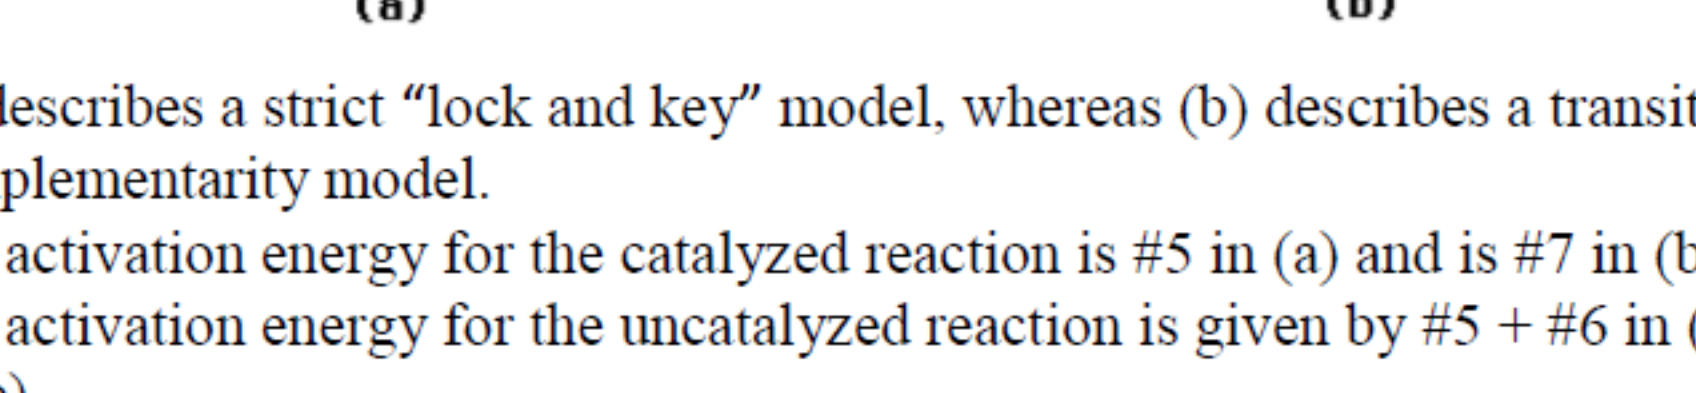 (a) (b)
describes a strict “lock and key” model, whereas (b) describes a transit
plementarity model.
activation energy for the catalyzed reaction is #5 in (a) and is #7 in (b
activation energy for the uncatalyzed reaction is given by #5 + #6 in (